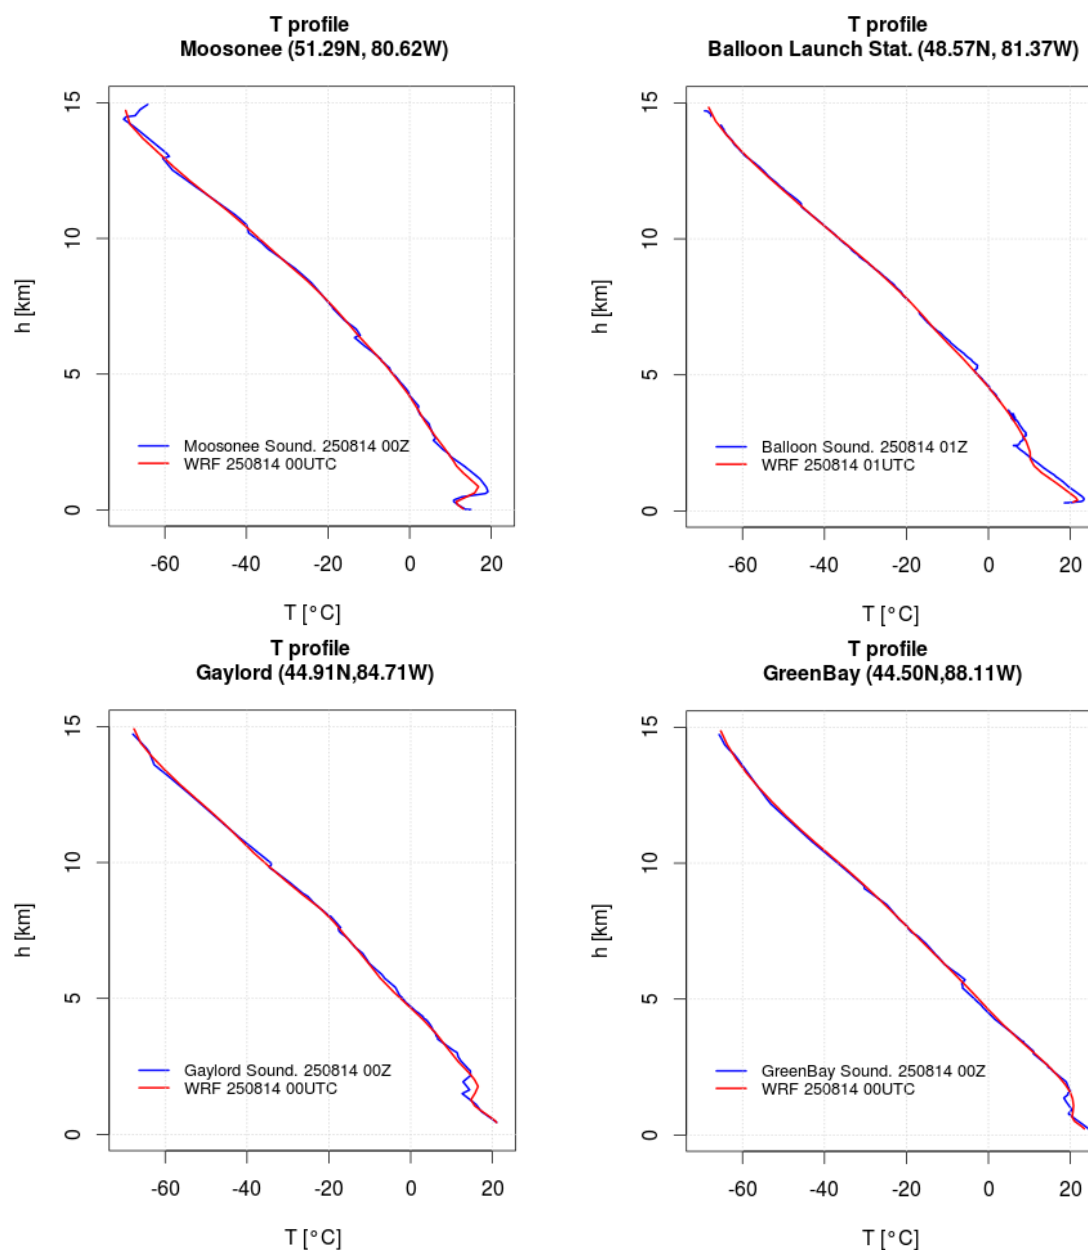 T profile
Moosonee (51.29N, 80.62W)
15
10
5
0
h [km]
Moosonee Sound. 250814 00Z
WRF 250814 00UTC
-60 -40 -20 0 20
T [°C]
T profile
Balloon Launch Stat. (48.57N, 81.37W)
15
10
5
0
h [km]
Balloon Sound. 250814 01Z
WRF 250814 01UTC
-60 -40 -20 0 20
T [°C]
T profile
Gaylord (44.91N,84.71W)
15
10
5
0
h [km]
Gaylord Sound. 250814 00Z
WRF 250814 00UTC
-60 -40 -20 0 20
T [°C]
T profile
GreenBay (44.50N,88.11W)
15
10
5
0
h [km]
GreenBay Sound. 250814 00Z
WRF 250814 00UTC
-60 -40 -20 0 20
T [°C]